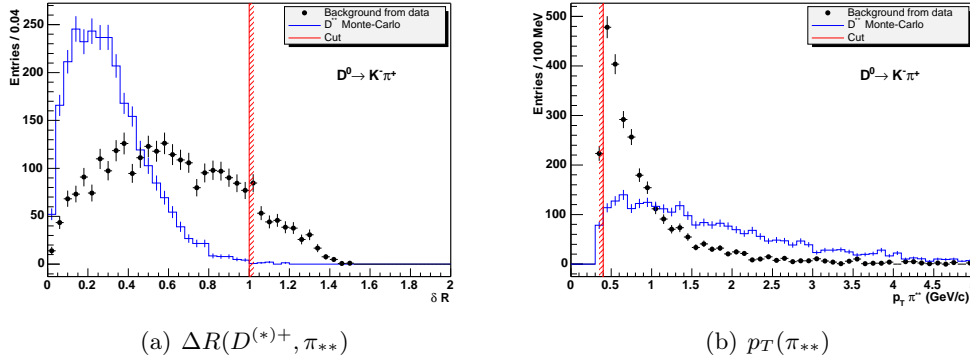 Entries / 0.04
250
200
150
100
50
0
Background from data
D** Monte-Carlo
Cut
D⁰→ K⁻π⁺
0 0.2 0.4 0.6 0.8 1 1.2 1.4 1.6 1.8 2
δ R
(a) ΔR(D(*)+, π**)
Entries / 100 MeV
500
400
300
200
100
0
Background from data
D** Monte-Carlo
Cut
D⁰→ K⁻π⁺
0 0.5 1 1.5 2 2.5 3 3.5 4 4.5 5
p_T π** (GeV/c)
(b) p_T(π**)